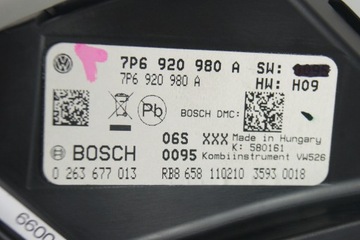 7P6 920 980 A SW:
7P6 920 980 A HW: H09
Pb BOSCH DMC:
06S XXX Made in Hungary
K: 580161
BOSCH 0095 Kombiinstrument VW526
0 263 677 013 RB8 658 110210 3593 0018
6600